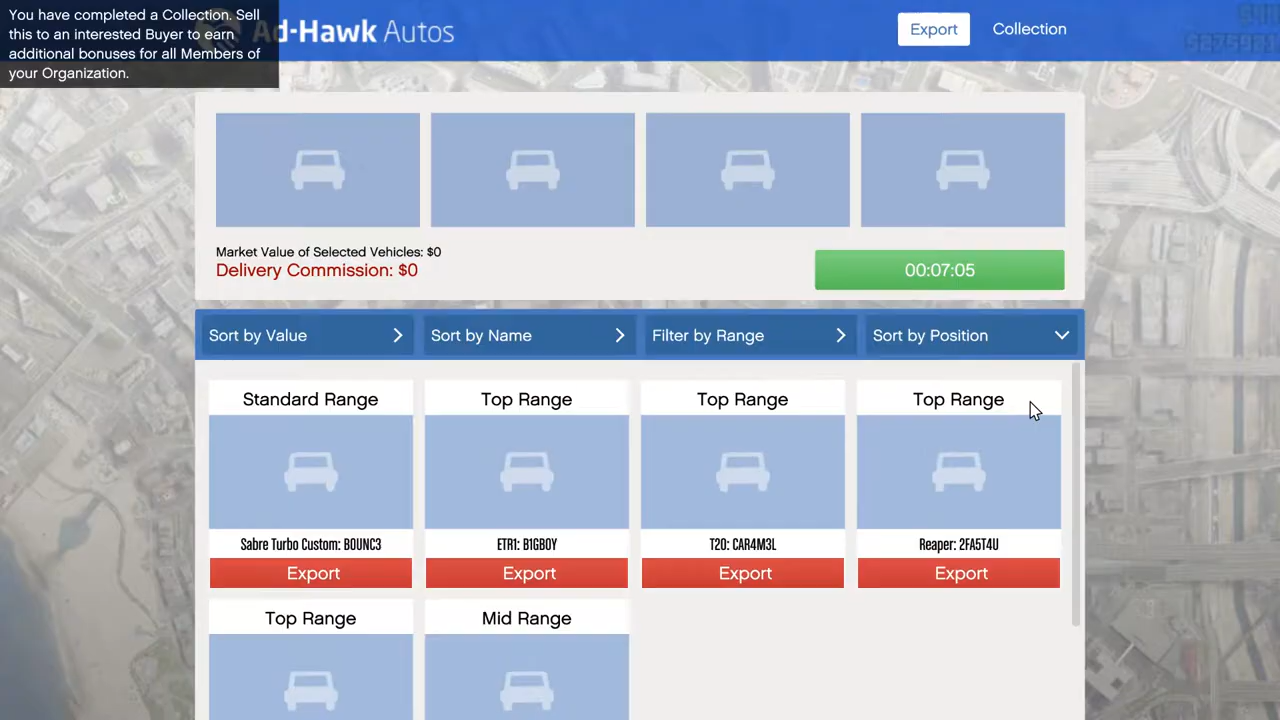 You have completed a Collection. Sell
this to an interested Buyer to earn
additional bonuses for all Members of
your Organization.
d-Hawk Autos
Export
Collection
Market Value of Selected Vehicles: $0
Delivery Commission: $0
00:07:05
Sort by Value
Sort by Name
Filter by Range
Sort by Position
Standard Range
Top Range
Top Range
Top Range
Sabre Turbo Custom: B0UNC3
ETR1: B1GB0Y
T20: CAR4M3L
Reaper: 2FA5T4U
Export
Export
Export
Export
Top Range
Mid Range